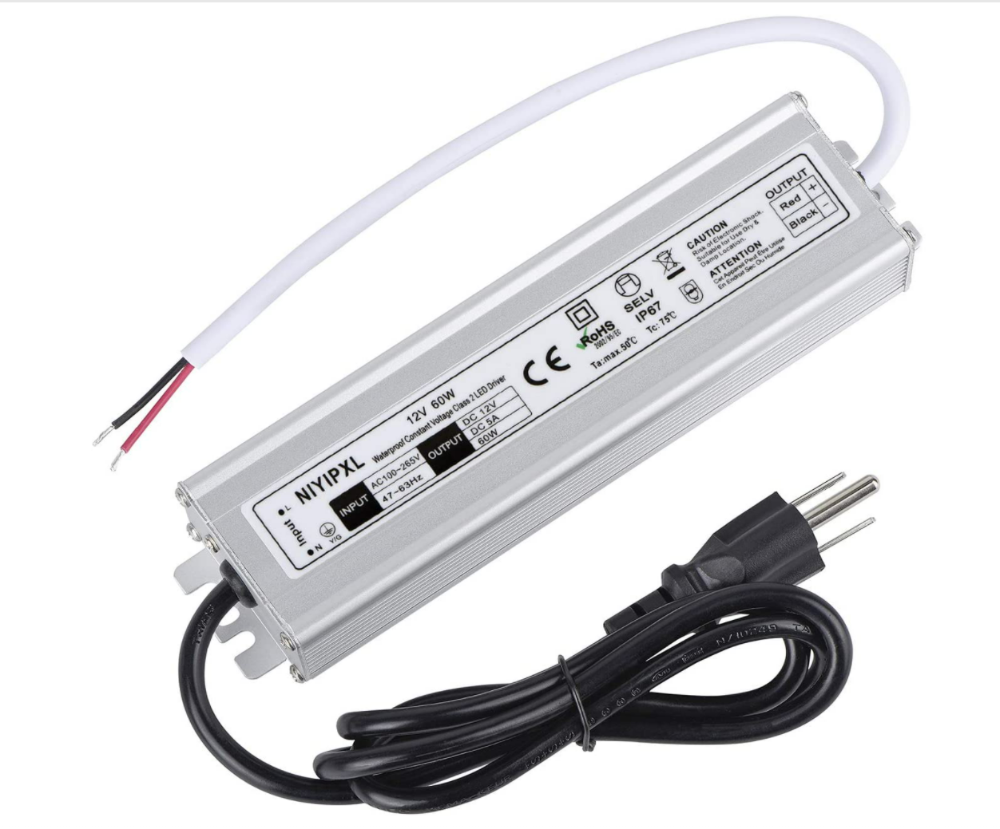 Input
L
N
Y/G
NIYIPXL
12V 60W
Waterproof Constant Voltage Class 2 LED Driver
INPUT
AC100~265V
47~63Hz
OUTPUT
DC 12V
DC 5A
60W
CE
RoHS
2002/95/EC
SELV
IP67
Ta:max.50℃
Tc: 75℃
CAUTION
Risk of Electronic Shock.
Suitable for Use Dry &
Damp Location.
ATTENTION
Cet Appareil Peut Être Utilise
En Endroit Sec Ou Humide
OUTPUT
Red +
Black -